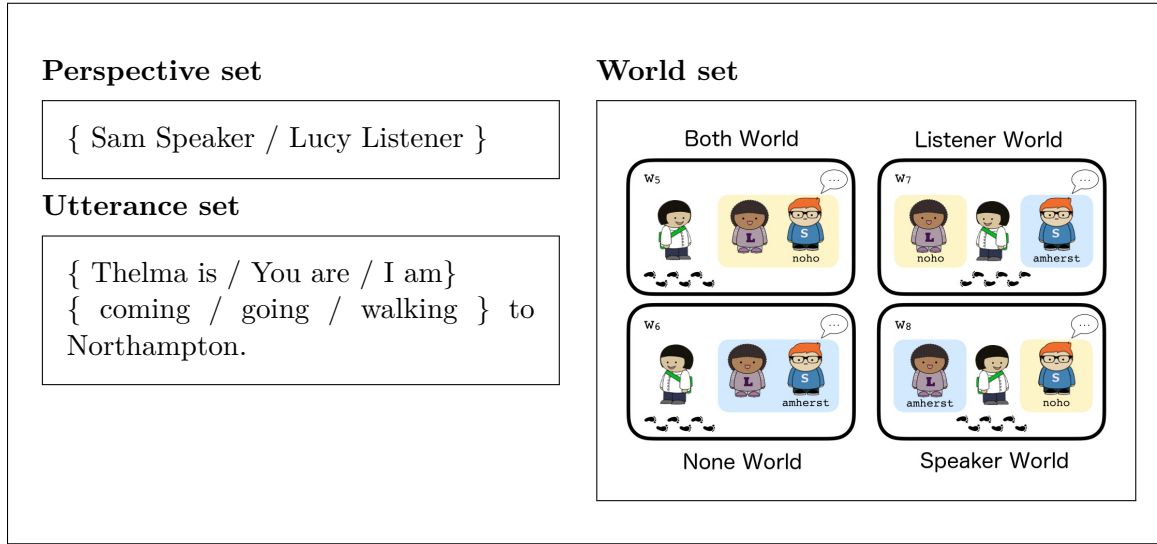 Perspective set
{ Sam Speaker / Lucy Listener }
Utterance set
{ Thelma is / You are / I am}
{ coming / going / walking } to
Northampton.
World set
Both World
w5
...
L
S
noho
Listener World
w7
...
L
S
noho
amherst
w6
...
L
S
amherst
None World
w8
...
L
S
amherst
noho
Speaker World